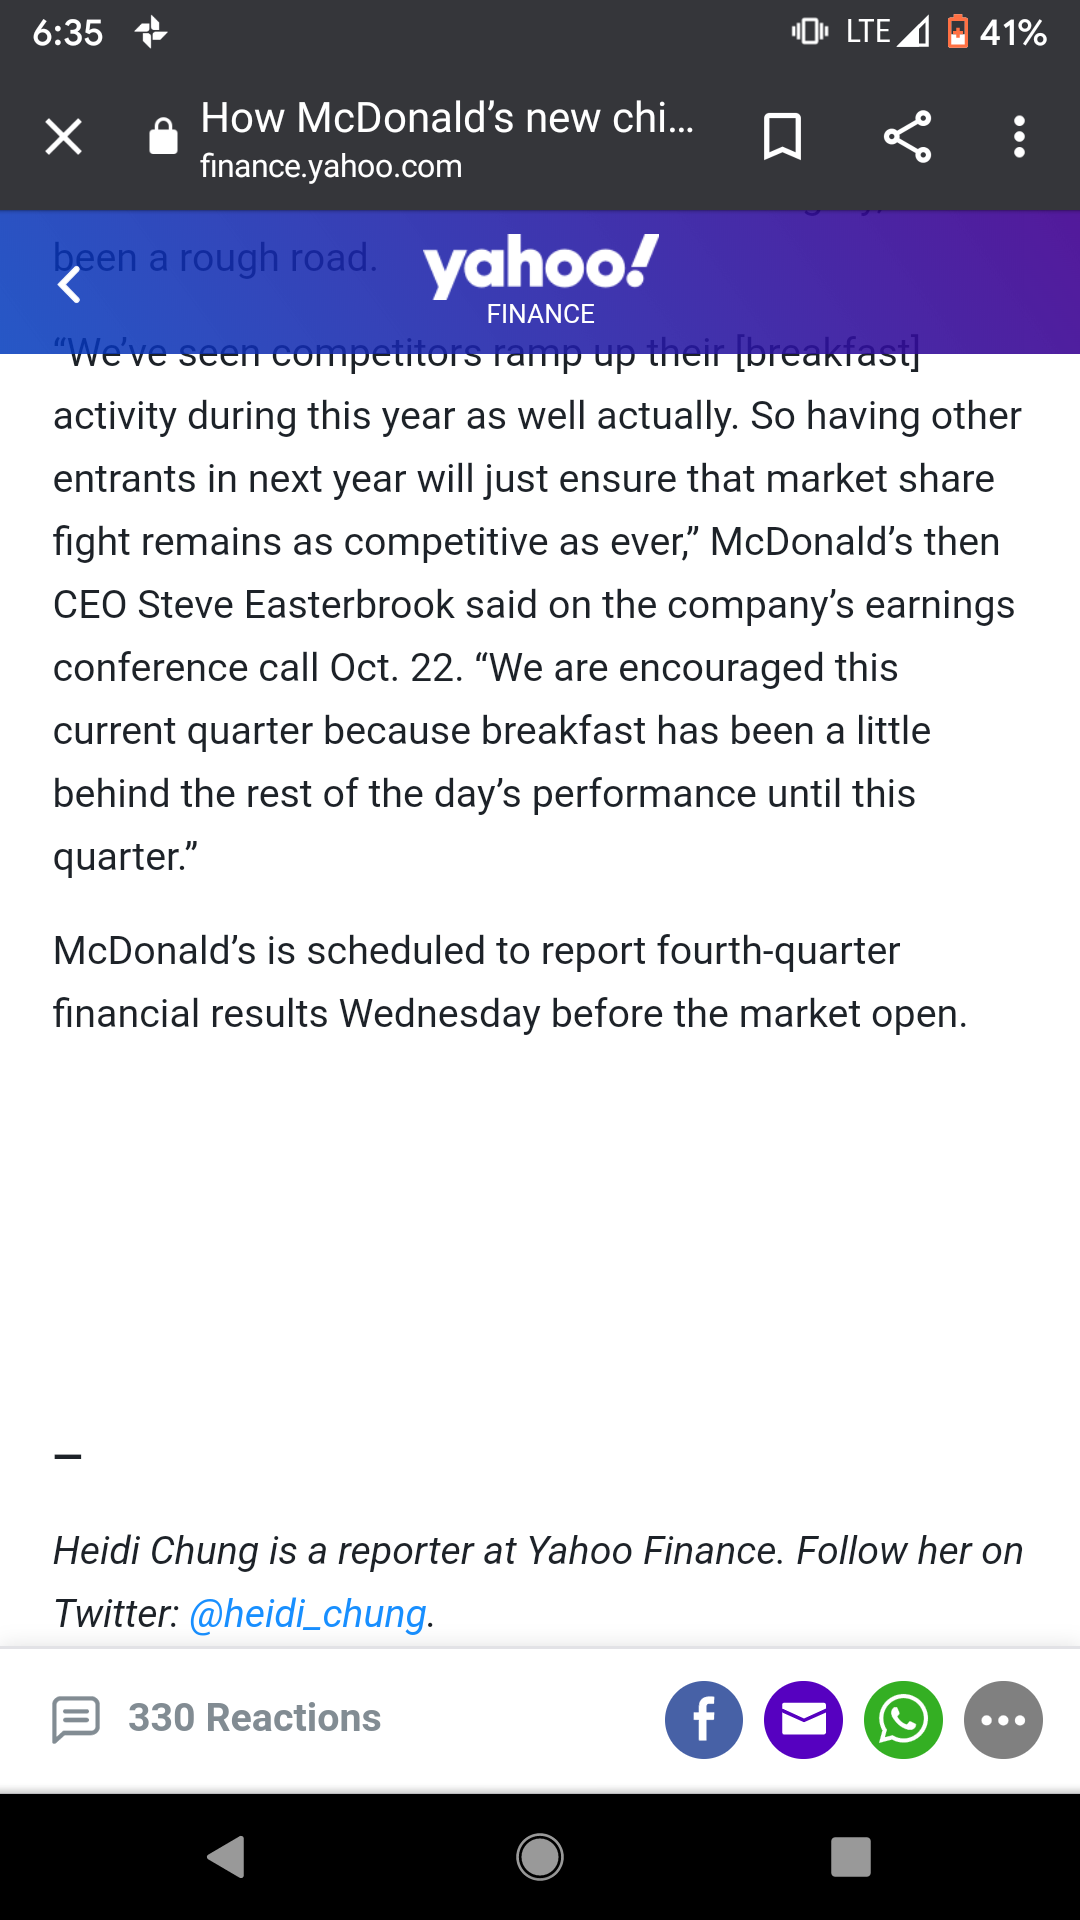 6:35 LTE 41%
How McDonald’s new chi...
finance.yahoo.com
been a rough road.
yahoo!
FINANCE
“We’ve seen competitors ramp up their [breakfast]
activity during this year as well actually. So having other
entrants in next year will just ensure that market share
fight remains as competitive as ever,” McDonald’s then
CEO Steve Easterbrook said on the company’s earnings
conference call Oct. 22. “We are encouraged this
current quarter because breakfast has been a little
behind the rest of the day’s performance until this
quarter.”
McDonald’s is scheduled to report fourth-quarter
financial results Wednesday before the market open.
—
Heidi Chung is a reporter at Yahoo Finance. Follow her on
Twitter: @heidi_chung.
330 Reactions